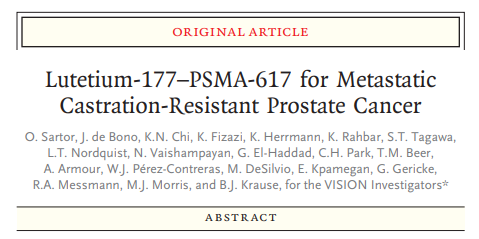 ORIGINAL ARTICLE
Lutetium-177–PSMA-617 for Metastatic
Castration-Resistant Prostate Cancer
O. Sartor, J. de Bono, K.N. Chi, K. Fizazi, K. Herrmann, K. Rahbar, S.T. Tagawa,
L.T. Nordquist, N. Vaishampayan, G. El-Haddad, C.H. Park, T.M. Beer,
A. Armour, W.J. Pérez-Contreras, M. DeSilvio, E. Kpamegan, G. Gericke,
R.A. Messmann, M.J. Morris, and B.J. Krause, for the VISION Investigators*
ABSTRACT